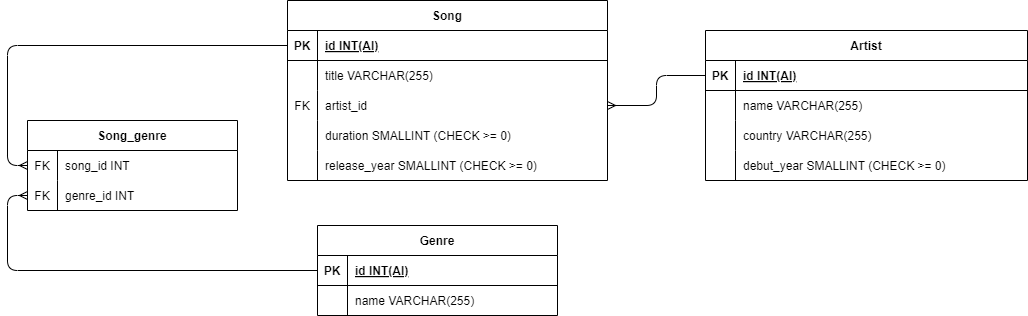 Song
PK id INT(AI)
title VARCHAR(255)
FK artist_id
duration SMALLINT (CHECK >= 0)
release_year SMALLINT (CHECK >= 0)
Artist
PK id INT(AI)
name VARCHAR(255)
country VARCHAR(255)
debut_year SMALLINT (CHECK >= 0)
Song_genre
FK song_id INT
FK genre_id INT
Genre
PK id INT(AI)
name VARCHAR(255)